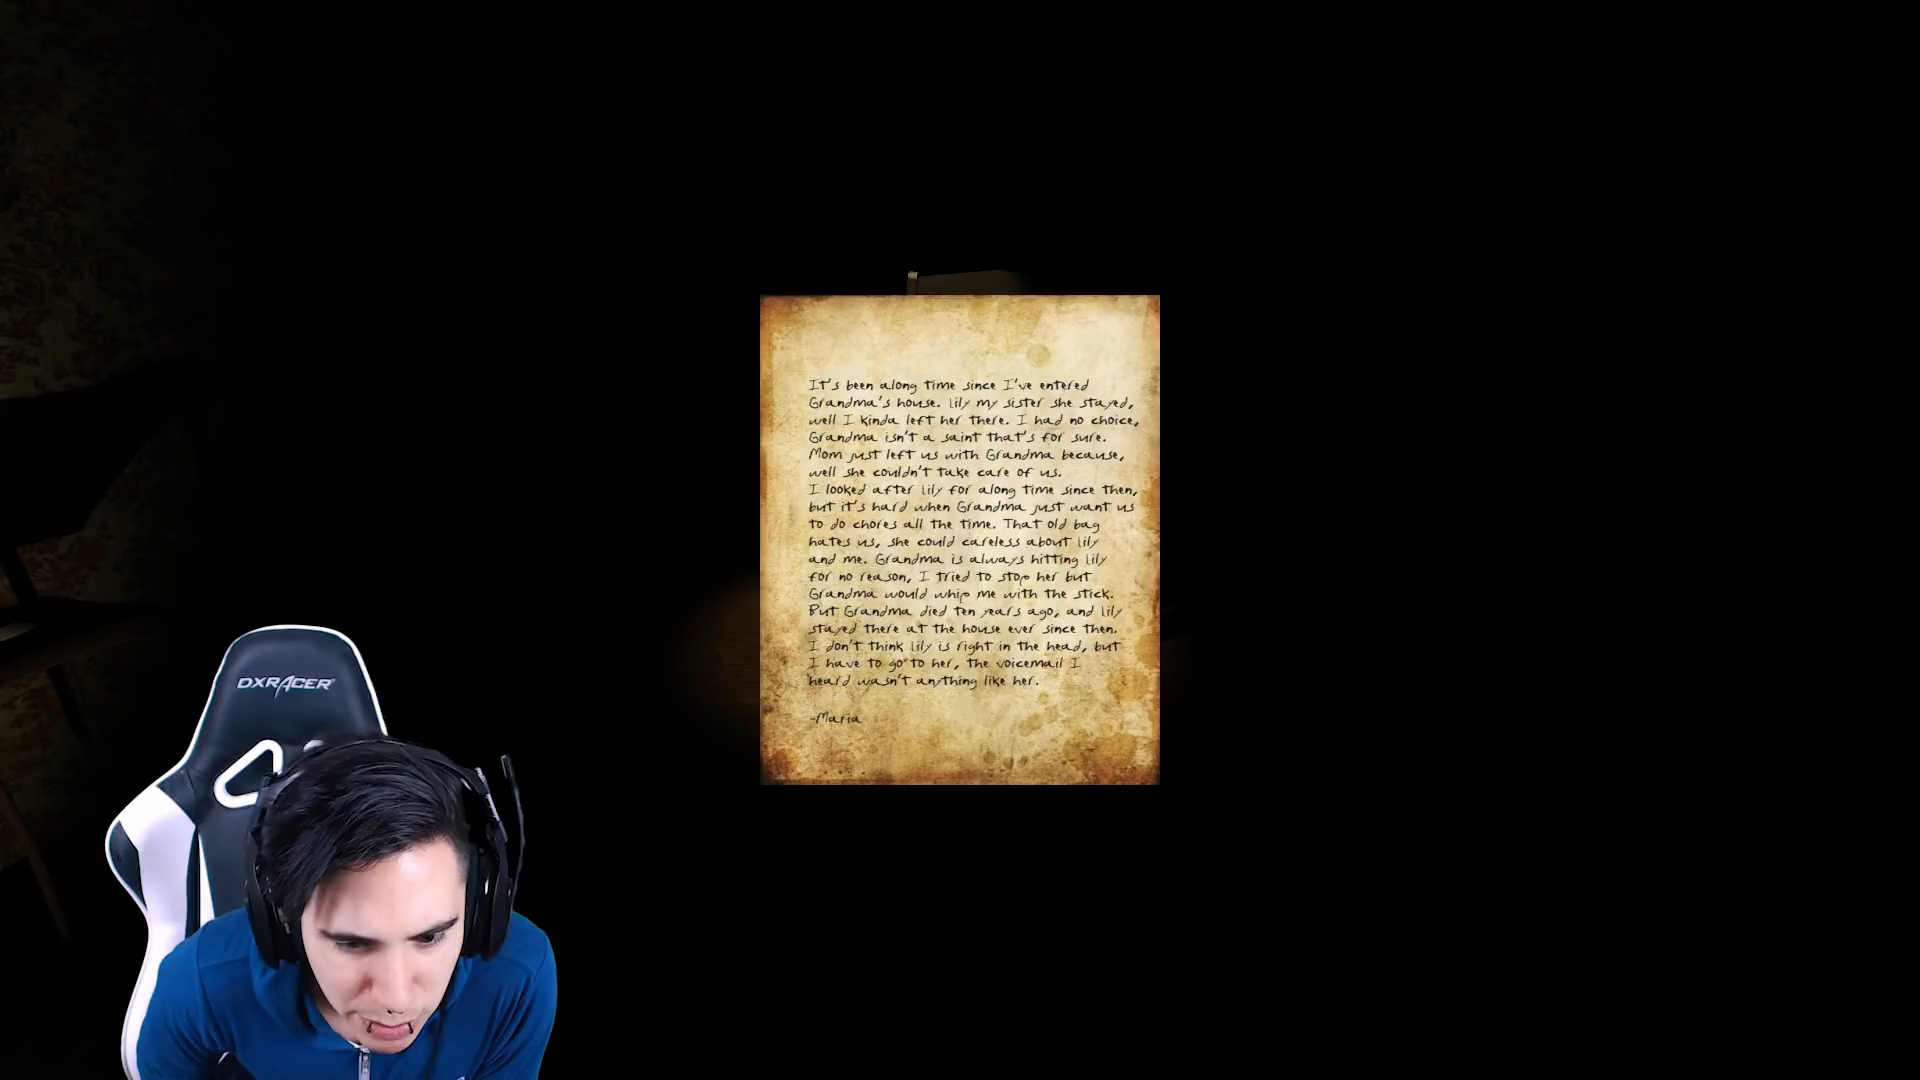 It's been along time since I've entered
Grandma's house. Lily my sister she stayed,
well I kinda left her there. I had no choice,
Grandma isn't a saint that's for sure.
Mom just left us with Grandma because,
well she couldn't take care of us.
I looked after Lily for along time since then,
but it's hard when Grandma just want us
to do chores all the time. That old bag
hates us, she could careless about Lily
and me. Grandma is always hitting Lily
for no reason, I tried to stop her but
Grandma would whip me with the stick.
But Grandma died ten years ago, and Lily
stayed there at the house ever since then.
I don't think Lily is right in the head, but
I have to go to her, the voicemail I
heard wasn't anything like her.
-Maria
DXRACER